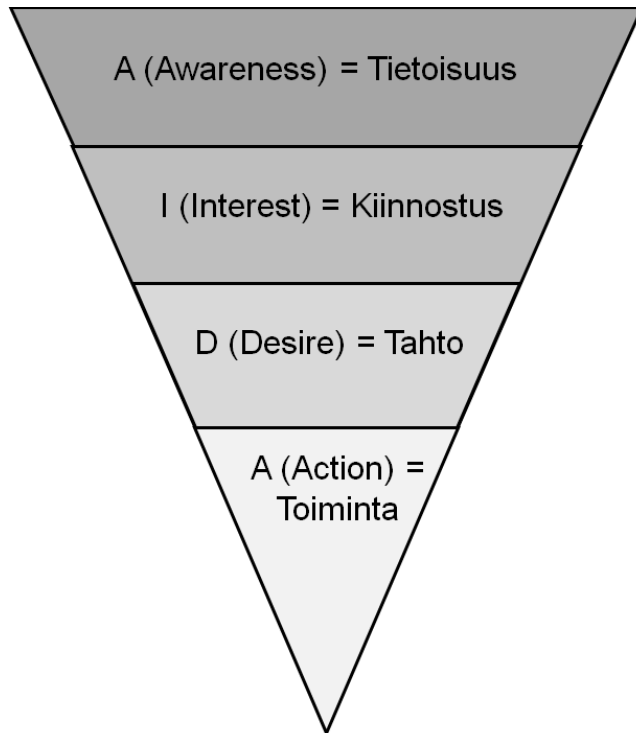 A (Awareness) = Tietoisuus
I (Interest) = Kiinnostus
D (Desire) = Tahto
A (Action) =
Toiminta